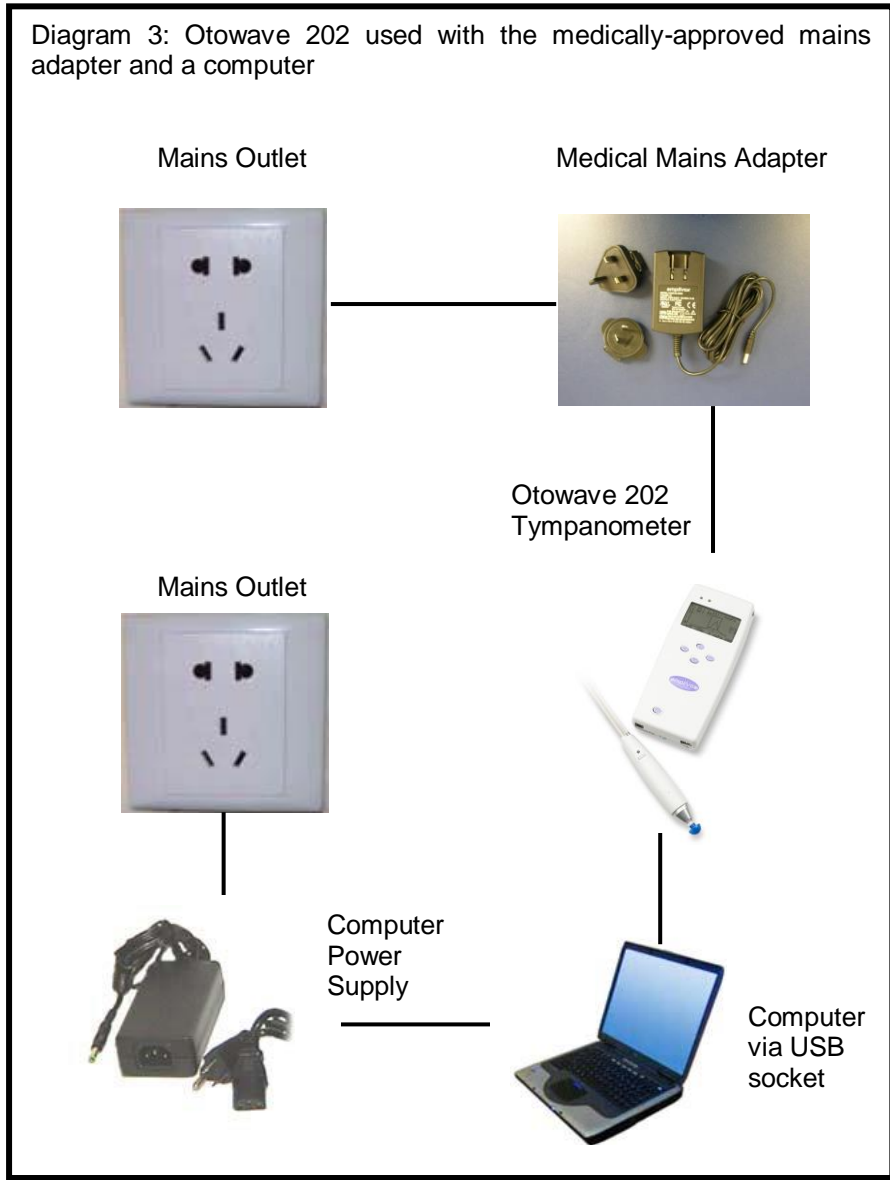 Diagram 3: Otowave 202 used with the medically-approved mains
adapter and a computer
Mains Outlet
Medical Mains Adapter
Otowave 202
Tympanometer
Mains Outlet
Computer
Power
Supply
Computer
via USB
socket